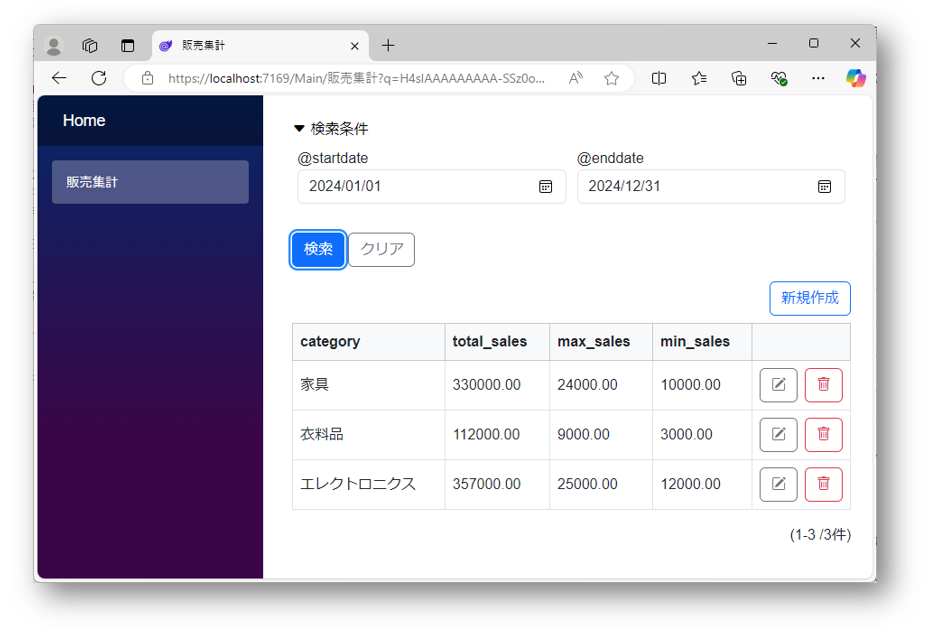 販売集計
https://localhost:7169/Main/販売集計?q=H4sIAAAAAAAAA-SSz0o...
Home
販売集計
▼ 検索条件
@startdate @enddate
2024/01/01 2024/12/31
検索 クリア
新規作成
category total_sales max_sales min_sales
家具 330000.00 24000.00 10000.00
衣料品 112000.00 9000.00 3000.00
エレクトロニクス 357000.00 25000.00 12000.00
(1-3 /3件)